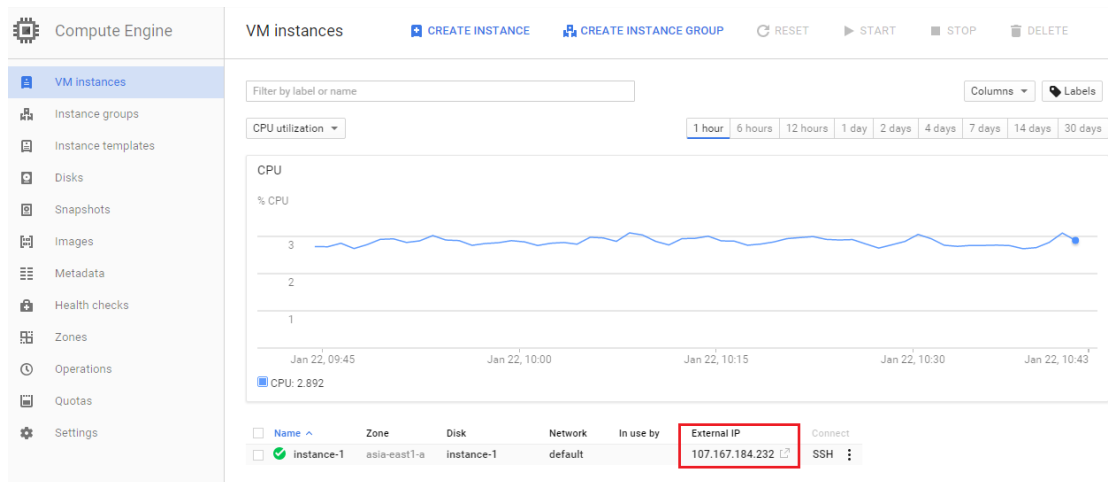 Compute Engine
VM instances
CREATE INSTANCE
CREATE INSTANCE GROUP
RESET
START
STOP
DELETE
VM instances
Instance groups
Instance templates
Disks
Snapshots
Images
Metadata
Health checks
Zones
Operations
Quotas
Settings
Filter by label or name
Columns
Labels
CPU utilization
1 hour 6 hours 12 hours 1 day 2 days 4 days 7 days 14 days 30 days
CPU
% CPU
3
2
1
Jan 22, 09:45 Jan 22, 10:00 Jan 22, 10:15 Jan 22, 10:30 Jan 22, 10:43
CPU: 2.892
Name Zone Disk Network In use by External IP Connect
instance-1 asia-east1-a instance-1 default 107.167.184.232 SSH